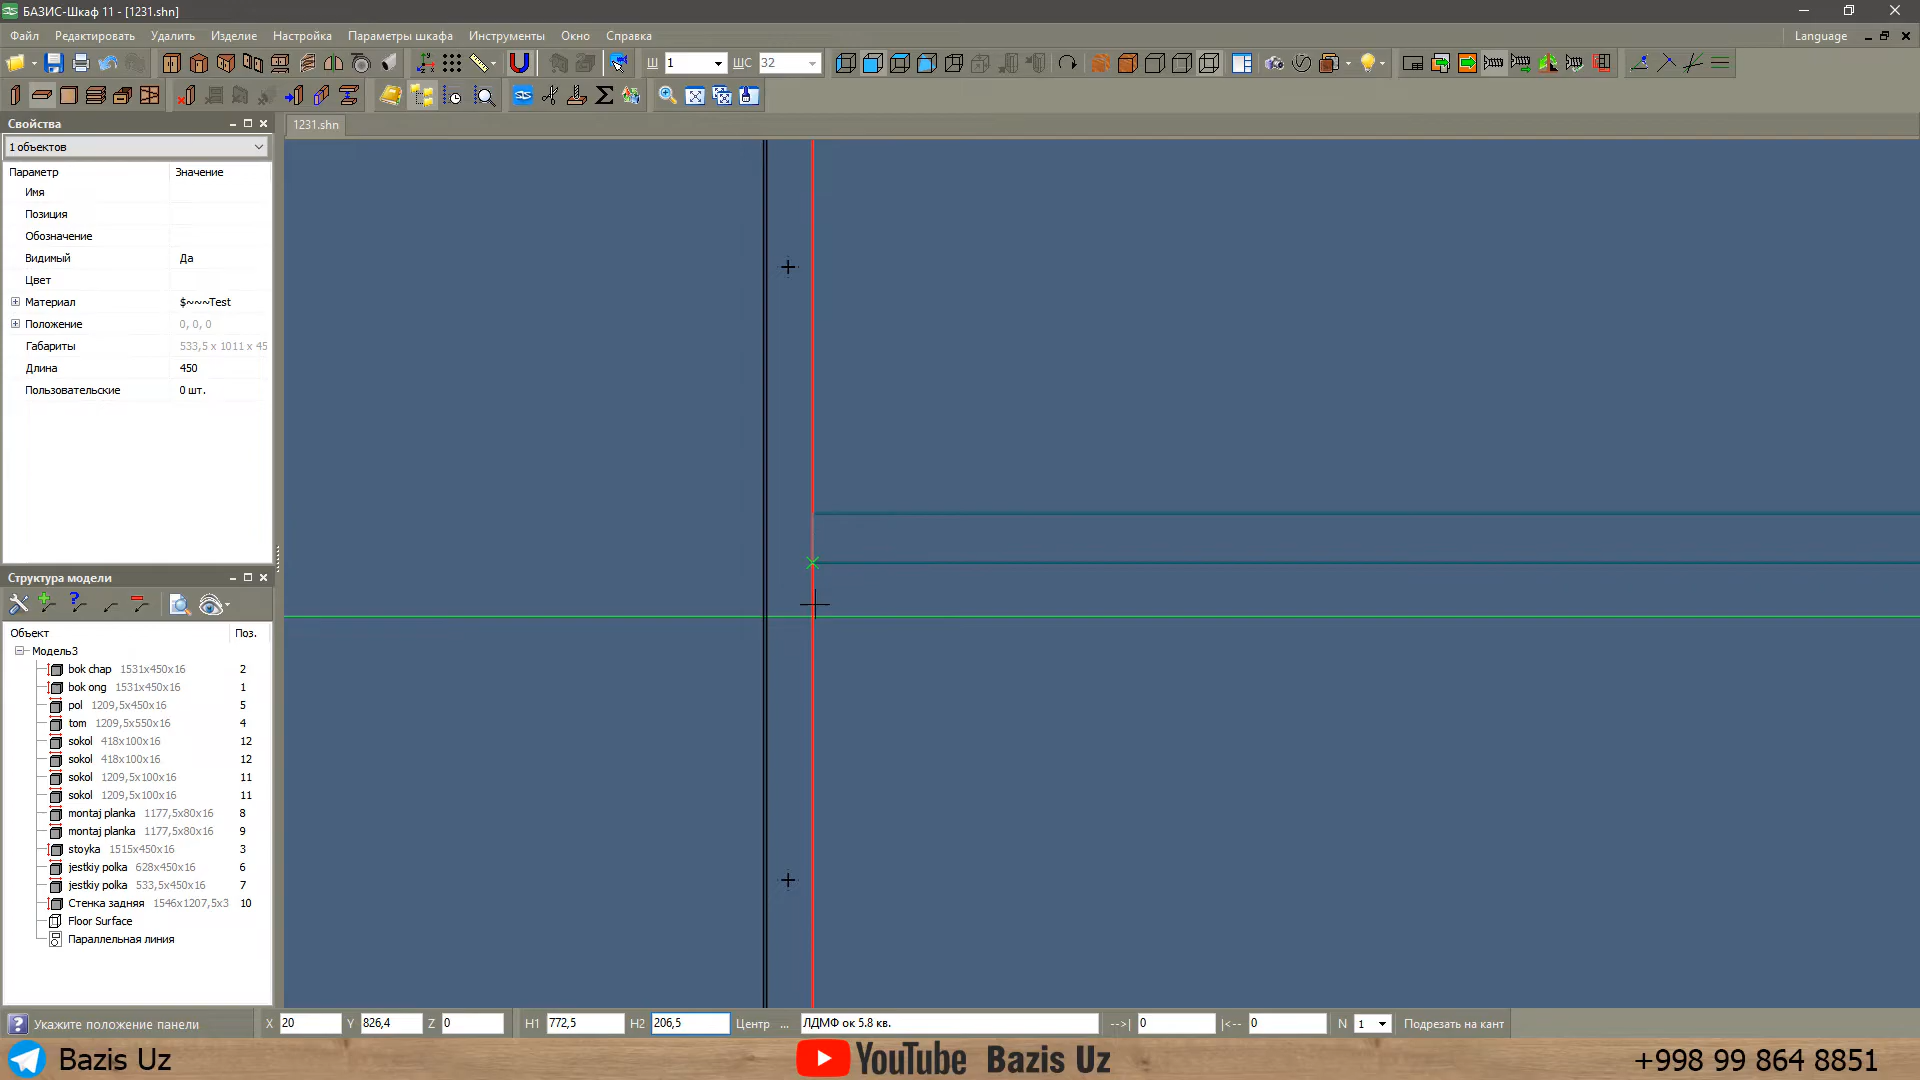 БАЗИС-Шкаф 11 - [1231.shn]
Файл Редактировать Удалить Изделие Настройка Параметры шкафа Инструменты Окно Справка Language
Ш 1 ШС 32
Свойства
1231.shn
1 объектов
Параметр Значение
Имя
Позиция
Обозначение
Видимый Да
Цвет
Материал $~~~Test
Положение 0, 0, 0
Габариты 533,5 x 1011 x 45
Длина 450
Пользовательские 0 шт.
Структура модели
Объект Поз.
Модель3
bok chap 1531x450x16 2
bok ong 1531x450x16 1
pol 1209,5x450x16 5
tom 1209,5x550x16 4
sokol 418x100x16 12
sokol 418x100x16 12
sokol 1209,5x100x16 11
sokol 1209,5x100x16 11
montaj planka 1177,5x80x16 8
montaj planka 1177,5x80x16 9
stoyka 1515x450x16 3
jestkiy polka 628x450x16 6
jestkiy polka 533,5x450x16 7
Стенка задняя 1546x1207,5x3 10
Floor Surface
Параллельная линия
Укажите положение панели X 20 Y 826,4 Z 0 H1 772,5 H2 206,5 Центр ... ЛДМФ ок 5.8 кв. -->| 0 |<-- 0 N 1 Подрезать на кант
Bazis Uz YouTube Bazis Uz +998 99 864 8851